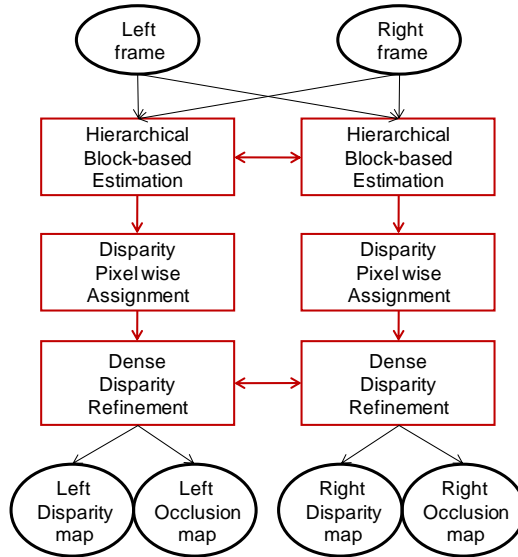 Left
frame
Right
frame
Hierarchical
Block-based
Estimation
Hierarchical
Block-based
Estimation
Disparity
Pixel wise
Assignment
Disparity
Pixel wise
Assignment
Dense
Disparity
Refinement
Dense
Disparity
Refinement
Left
Disparity
map
Left
Occlusion
map
Right
Disparity
map
Right
Occlusion
map